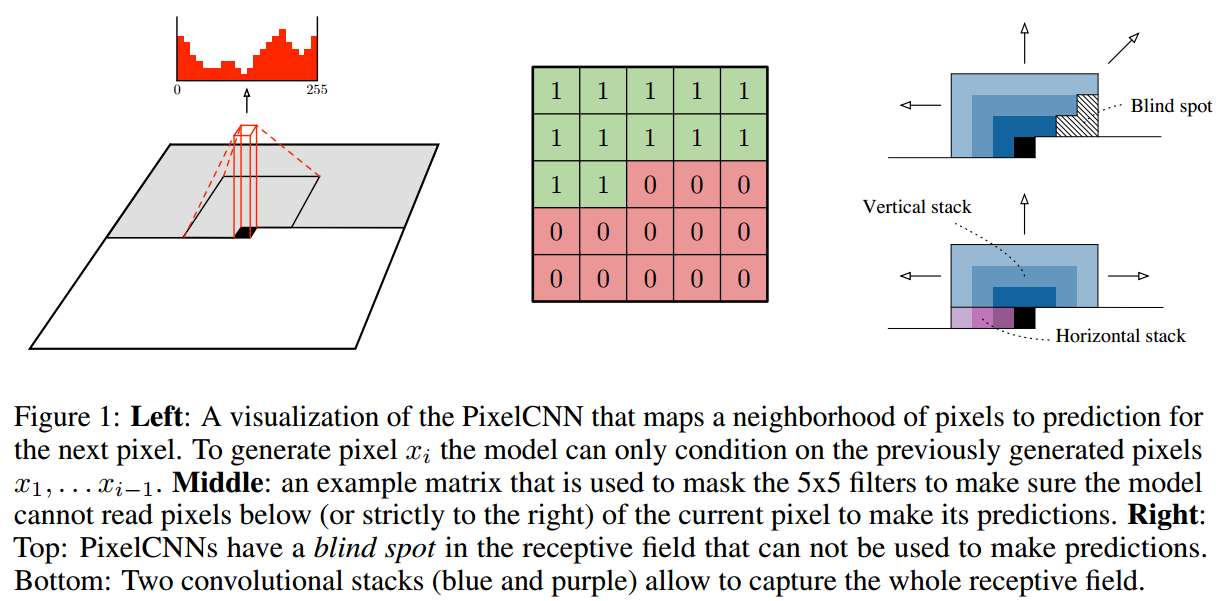 0 255
1 1 1 1 1
1 1 1 1 1
1 1 0 0 0
0 0 0 0 0
0 0 0 0 0
Blind spot
Vertical stack
Horizontal stack
Figure 1: Left: A visualization of the PixelCNN that maps a neighborhood of pixels to prediction for
the next pixel. To generate pixel xᵢ the model can only condition on the previously generated pixels
x₁, . . . xᵢ₋₁. Middle: an example matrix that is used to mask the 5x5 filters to make sure the model
cannot read pixels below (or strictly to the right) of the current pixel to make its predictions. Right:
Top: PixelCNNs have a blind spot in the receptive field that can not be used to make predictions.
Bottom: Two convolutional stacks (blue and purple) allow to capture the whole receptive field.